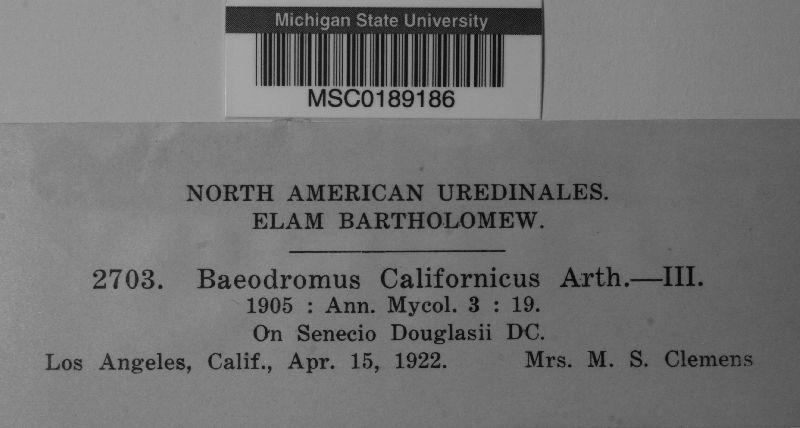 Michigan State University
MSC0189186
NORTH AMERICAN UREDINALES.
ELAM BARTHOLOMEW.
2703. Baeodromus Californicus Arth.—III.
1905 : Ann. Mycol. 3 : 19.
On Senecio Douglasii DC.
Los Angeles, Calif., Apr. 15, 1922. Mrs. M. S. Clemens